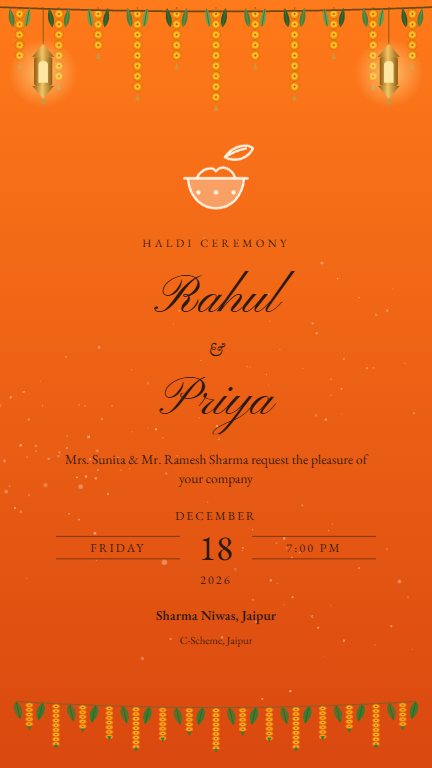 HALDI CEREMONY
Rahul
&
Priya
Mrs. Sunita & Mr. Ramesh Sharma request the pleasure of
your company
DECEMBER
FRIDAY 18 7:00 PM
2026
Sharma Niwas, Jaipur
C-Scheme, Jaipur